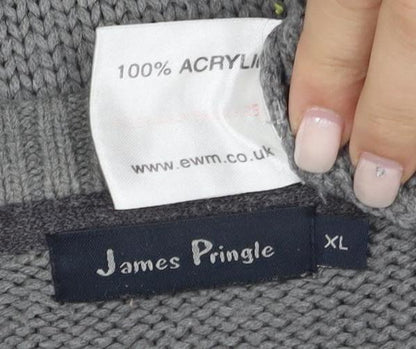 100% ACRYLI
www.ewm.co.uk
James Pringle
XL